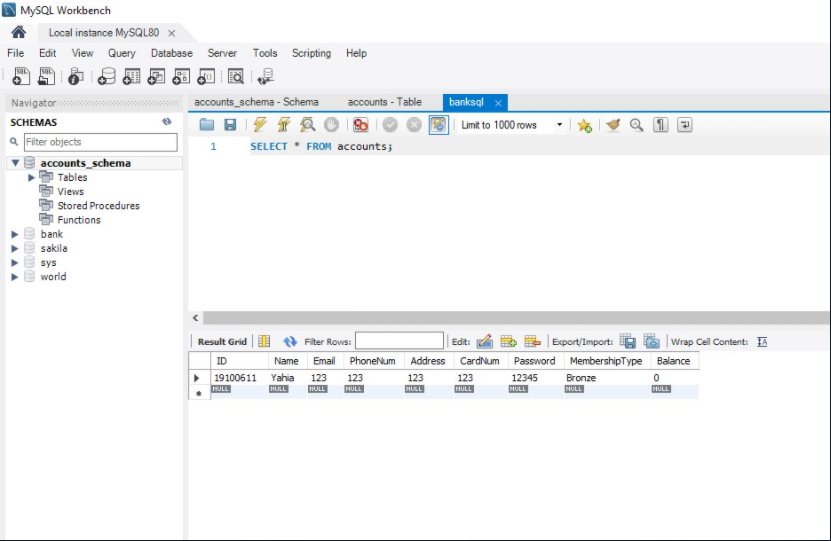 MySQL Workbench
Local instance MySQL80 ×
File Edit View Query Database Server Tools Scripting Help
Navigator
accounts_schema - Schema accounts - Table banksql ×
SCHEMAS
Limit to 1000 rows
Filter objects
1 SELECT * FROM accounts;
accounts_schema
Tables
Views
Stored Procedures
Functions
bank
sakila
sys
world
Result Grid Filter Rows: Edit: Export/Import: Wrap Cell Content: IA
ID Name Email PhoneNum Address CardNum Password MembershipType Balance
19100611 Yahia 123 123 123 123 12345 Bronze 0
NULL NULL NULL NULL NULL NULL NULL NULL NULL